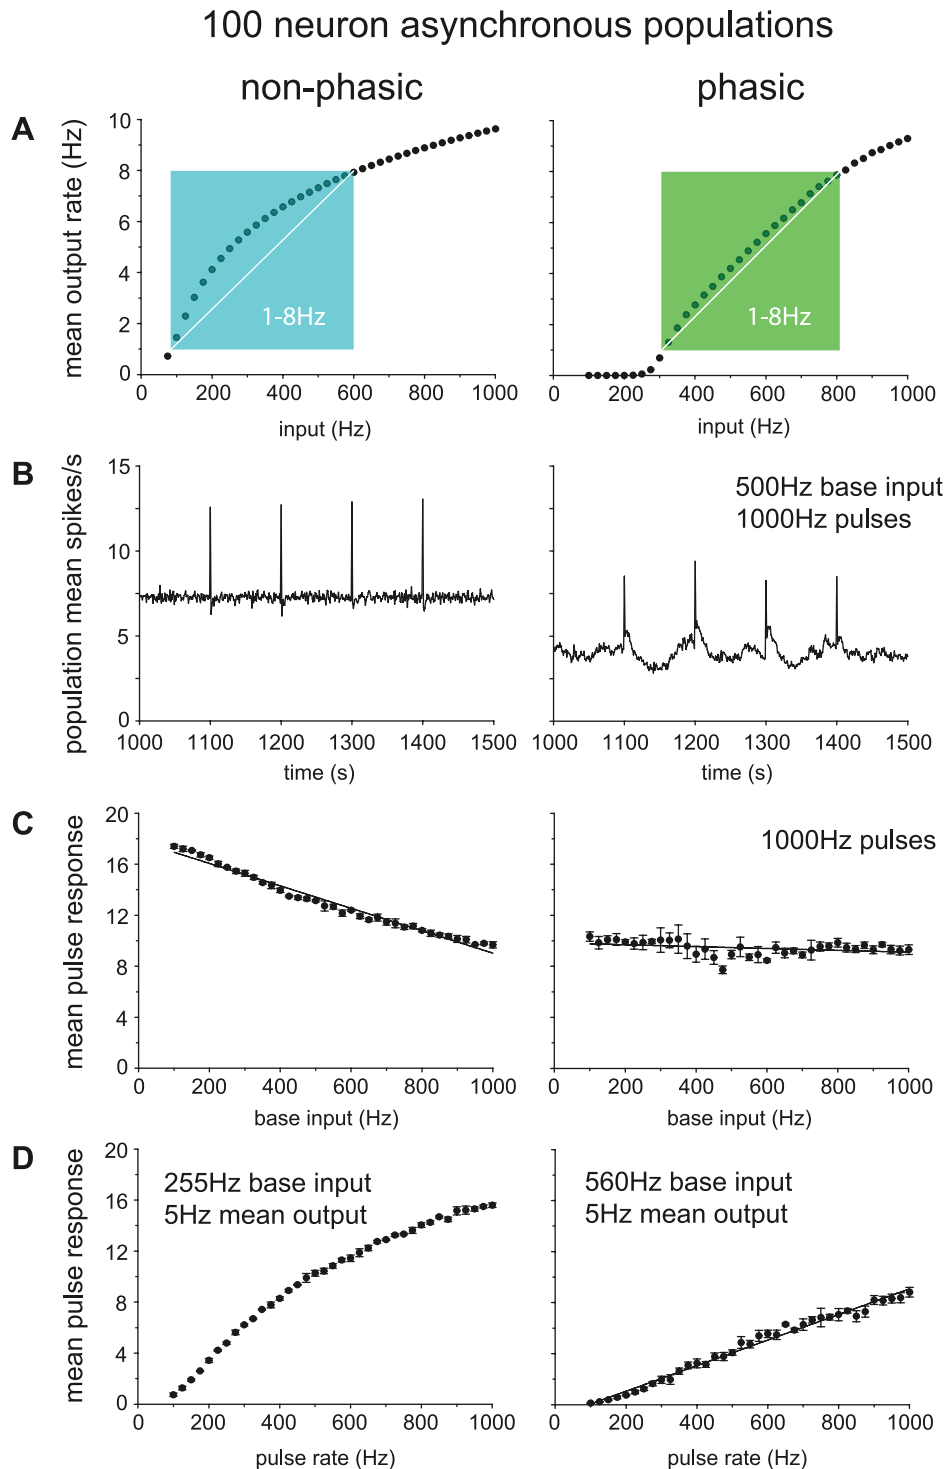 100 neuron asynchronous populations
non-phasic
phasic
A
mean output rate (Hz)
10
8
6
4
2
0
1-8Hz
0 200 400 600 800 1000
input (Hz)
1-8Hz
0 200 400 600 800 1000
input (Hz)
B
population mean spikes/s
15
10
5
0
1000 1100 1200 1300 1400 1500
time (s)
500Hz base input
1000Hz pulses
1000 1100 1200 1300 1400 1500
time (s)
C
mean pulse response
20
16
12
8
4
0
0 200 400 600 800 1000
base input (Hz)
1000Hz pulses
0 200 400 600 800 1000
base input (Hz)
D
mean pulse response
20
16
12
8
4
0
255Hz base input
5Hz mean output
0 200 400 600 800 1000
pulse rate (Hz)
560Hz base input
5Hz mean output
0 200 400 600 800 1000
pulse rate (Hz)